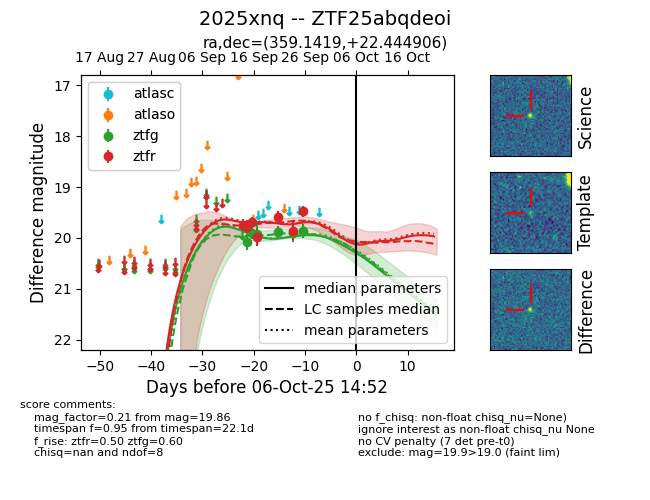 2025xnq -- ZTF25abqdeoi
ra,dec=(359.1419,+22.444906)
17 Aug 27 Aug 06 Sep 16 Sep 26 Sep 06 Oct 16 Oct
17
18
19
20
21
22
Difference magnitude
atlasc
atlaso
ztfg
ztfr
median parameters
LC samples median
mean parameters
−50 −40 −30 −20 −10 0 10
Days before 06-Oct-25 14:52
Science
Template
Difference
score comments:
mag_factor=0.21 from mag=19.86
timespan f=0.95 from timespan=22.1d
f_rise: ztfr=0.50 ztfg=0.60
chisq=nan and ndof=8
no f_chisq: non-float chisq_nu=None)
ignore interest as non-float chisq_nu None
no CV penalty (7 det pre-t0)
exclude: mag=19.9>19.0 (faint lim)